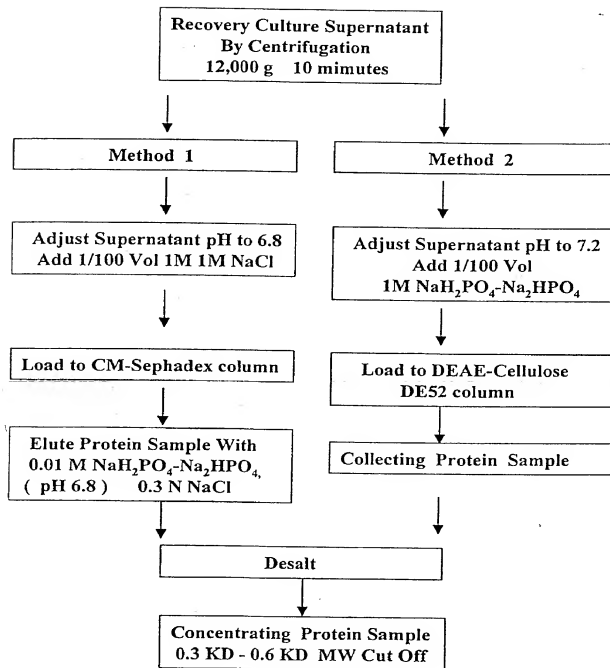 Recovery Culture Supernatant
By Centrifugation
12,000 g 10 mimutes
Method 1
Method 2
Adjust Supernatant pH to 6.8
Add 1/100 Vol 1M 1M NaCl
Adjust Supernatant pH to 7.2
Add 1/100 Vol
1M NaH₂PO₄-Na₂HPO₄
Load to CM-Sephadex column
Load to DEAE-Cellulose
DE52 column
Elute Protein Sample With
0.01 M NaH₂PO₄-Na₂HPO₄,
( pH 6.8 ) 0.3 N NaCl
Collecting Protein Sample
Desalt
Concentrating Protein Sample
0.3 KD - 0.6 KD MW Cut Off